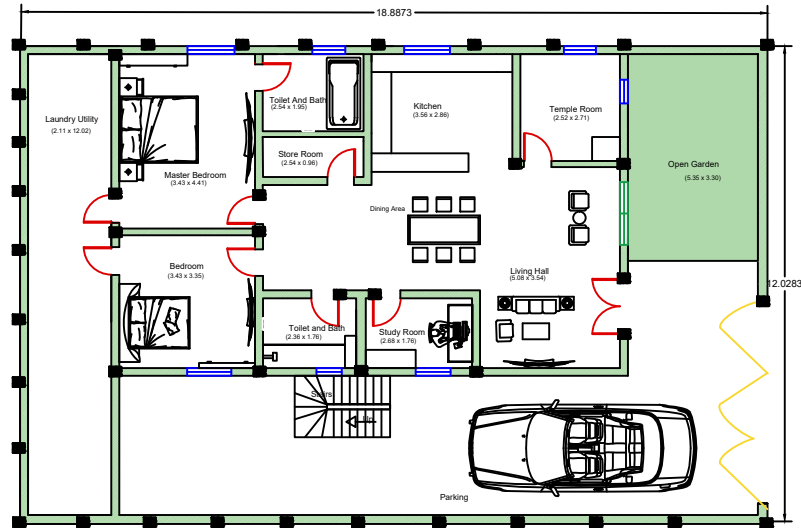 18.8873
Laundry Utility
(2.11 x 12.02)
Toilet And Bath
(2.54 x 1.95)
Kitchen
(3.56 x 2.86)
Temple Room
(2.52 x 2.71)
Store Room
(2.54 x 0.96)
Master Bedroom
(3.43 x 4.41)
Open Garden
(5.35 x 3.30)
Dining Area
Bedroom
(3.43 x 3.35)
Living Hall
(5.08 x 3.54)
12.0283
Toilet and Bath
(2.36 x 1.76)
Study Room
(2.68 x 1.76)
Stairs
Up
Parking